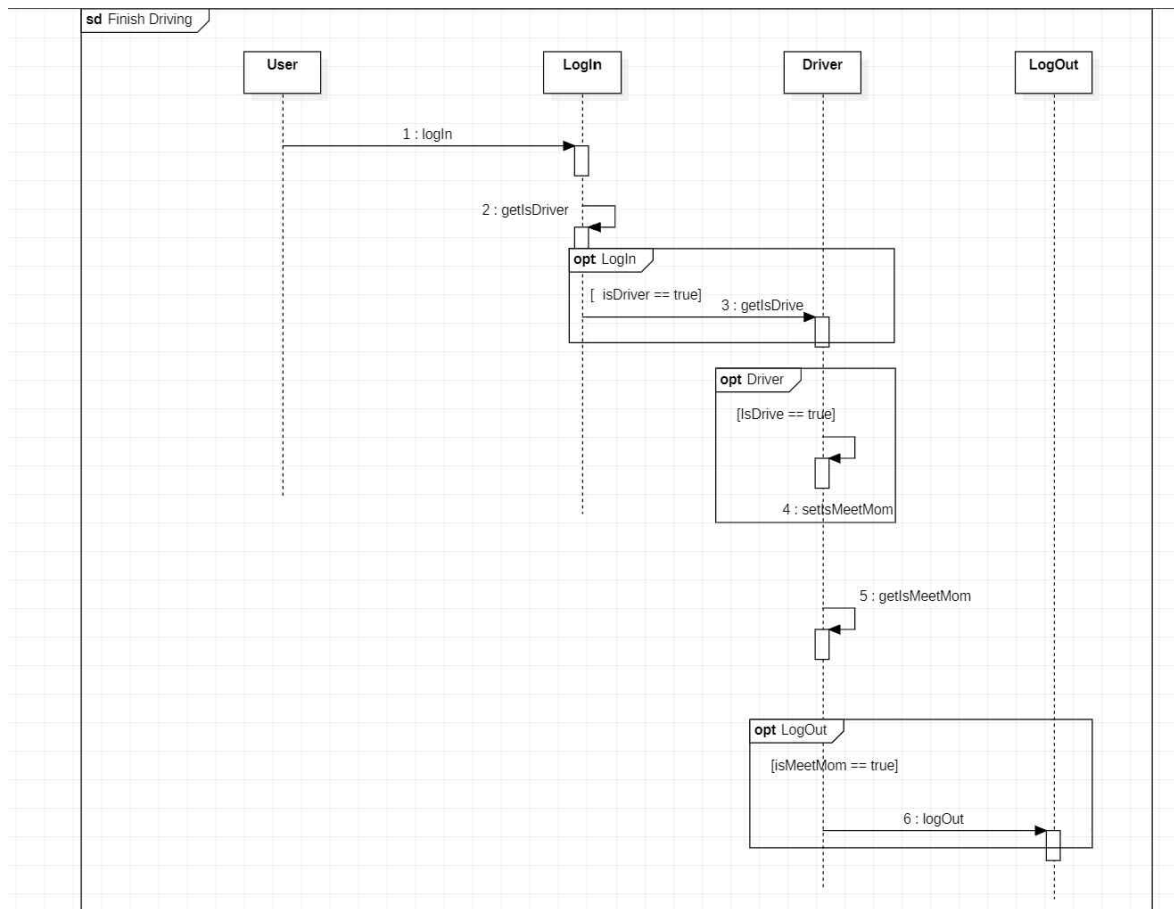 sd Finish Driving
User
LogIn
Driver
LogOut
1 : logIn
2 : getIsDriver
opt LogIn
[ isDriver == true]
3 : getIsDrive
opt Driver
[IsDrive == true]
4 : setIsMeetMom
5 : getIsMeetMom
opt LogOut
[isMeetMom == true]
6 : logOut